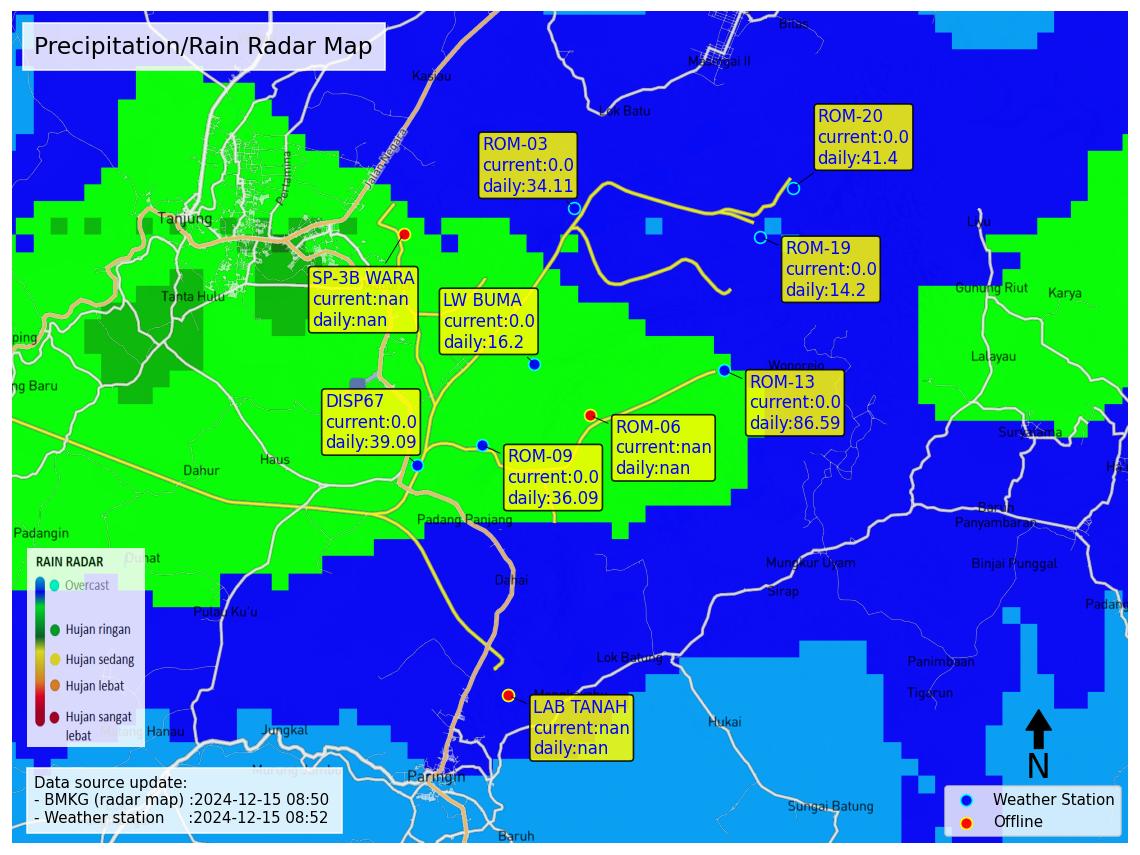 Precipitation/Rain Radar Map
Bilas
Masingai II
Kasiau
Lok Batu
Jalan Negara
Pertamina
ROM-20
current:0.0
daily:41.4
ROM-03
current:0.0
daily:34.11
Tanjung
Liyu
ROM-19
current:0.0
daily:14.2
SP-3B WARA
current:nan
daily:nan
LW BUMA
current:0.0
daily:16.2
Tanta Hulu
Gunung Riut
Karya
ping
Lalayau
Wonorejo
ng Baru
ROM-13
current:0.0
daily:86.59
DISP67
current:0.0
daily:39.09
ROM-06
current:nan
daily:nan
ROM-09
current:0.0
daily:36.09
Haus
Dahur
Padang Panjang
Padangin
Panyambaran
Mungkur Uyam
Binjai Punggal
Sirap
Padang
Dahai
Pulau Ku'u
RAIN RADAR
Overcast
Hujan ringan
Hujan sedang
Hujan lebat
Hujan sangat
lebat
Lok Batung
Panimbaan
Tigarun
LAB TANAH
current:nan
daily:nan
Hukai
Jungkal
Paringin
Sungai Batung
Baruh
Data source update:
- BMKG (radar map) :2024-12-15 08:50
- Weather station :2024-12-15 08:52
N
Weather Station
Offline